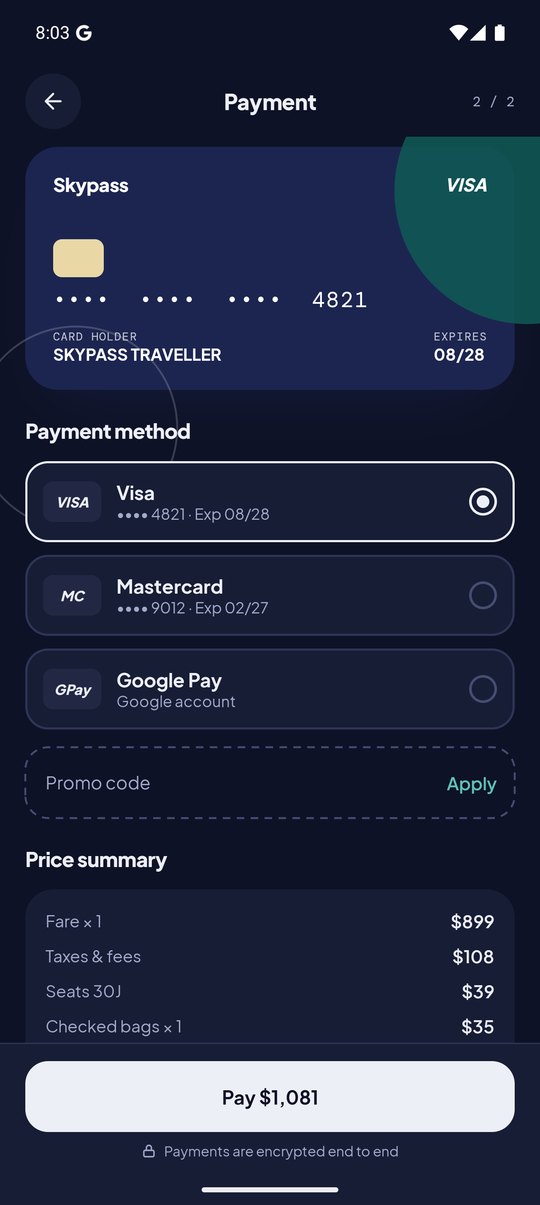 8:03
Payment
2 / 2
Skypass
VISA
•••• •••• •••• 4821
CARD HOLDER
EXPIRES
SKYPASS TRAVELLER
08/28
Payment method
VISA
Visa
•••• 4821 · Exp 08/28
MC
Mastercard
•••• 9012 · Exp 02/27
GPay
Google Pay
Google account
Promo code
Apply
Price summary
Fare × 1
$899
Taxes & fees
$108
Seats 30J
$39
Checked bags × 1
$35
Pay $1,081
Payments are encrypted end to end